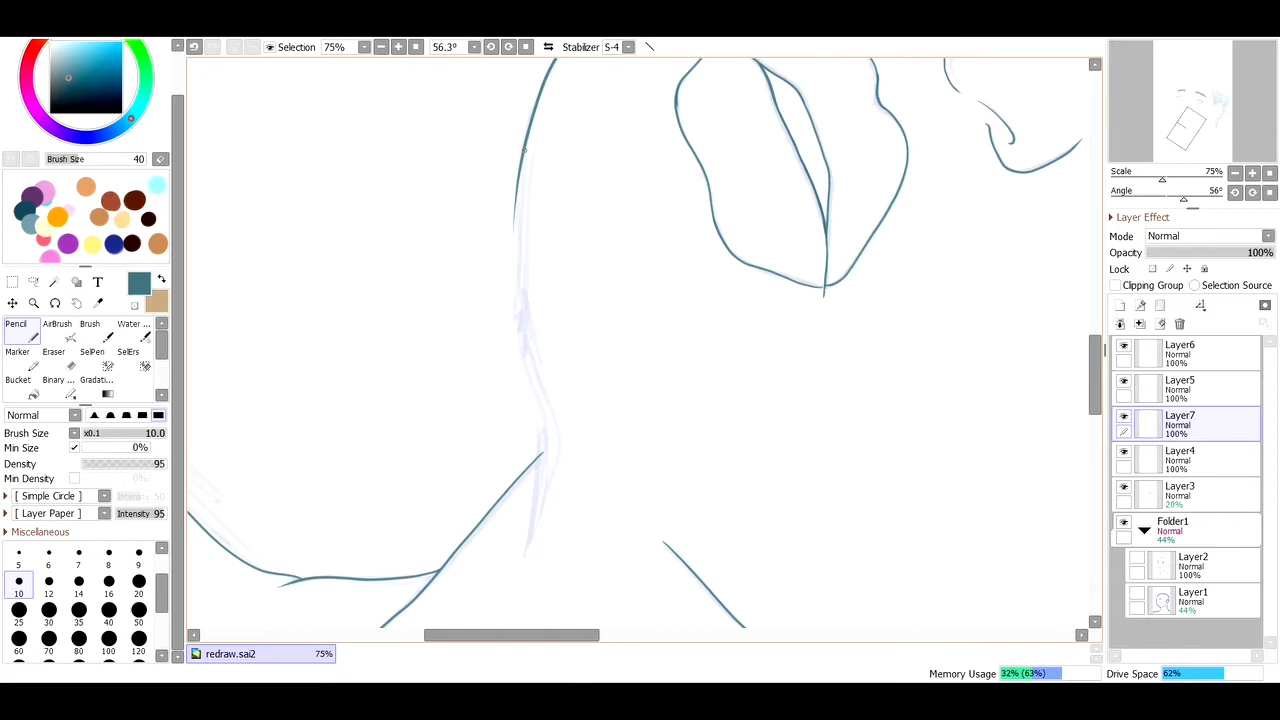 Selection 75% 56.3° Stabilizer S-4
Brush Size 40
T
Pencil AirBrush Brush Water ...
Marker Eraser SelPen SelErs
Bucket Binary ... Gradati...
Normal
Brush Size x0.1 10.0
Min Size 0%
Density 95
Min Density 0%
[ Simple Circle ] Intensity 50
[ Layer Paper ] Intensity 95
Miscellaneous
5 6 7 8 9
10 12 14 16 20
25 30 35 40 50
60 70 80 100 120
redraw.sai2 75%
Scale 75%
Angle 56°
Layer Effect
Mode Normal
Opacity 100%
Lock
Clipping Group Selection Source
Layer6
Normal
100%
Layer5
Normal
100%
Layer7
Normal
100%
Layer4
Normal
100%
Layer3
Normal
20%
Folder1
Normal
44%
Layer2
Normal
100%
Layer1
Normal
44%
Memory Usage 32% (63%) Drive Space 62%